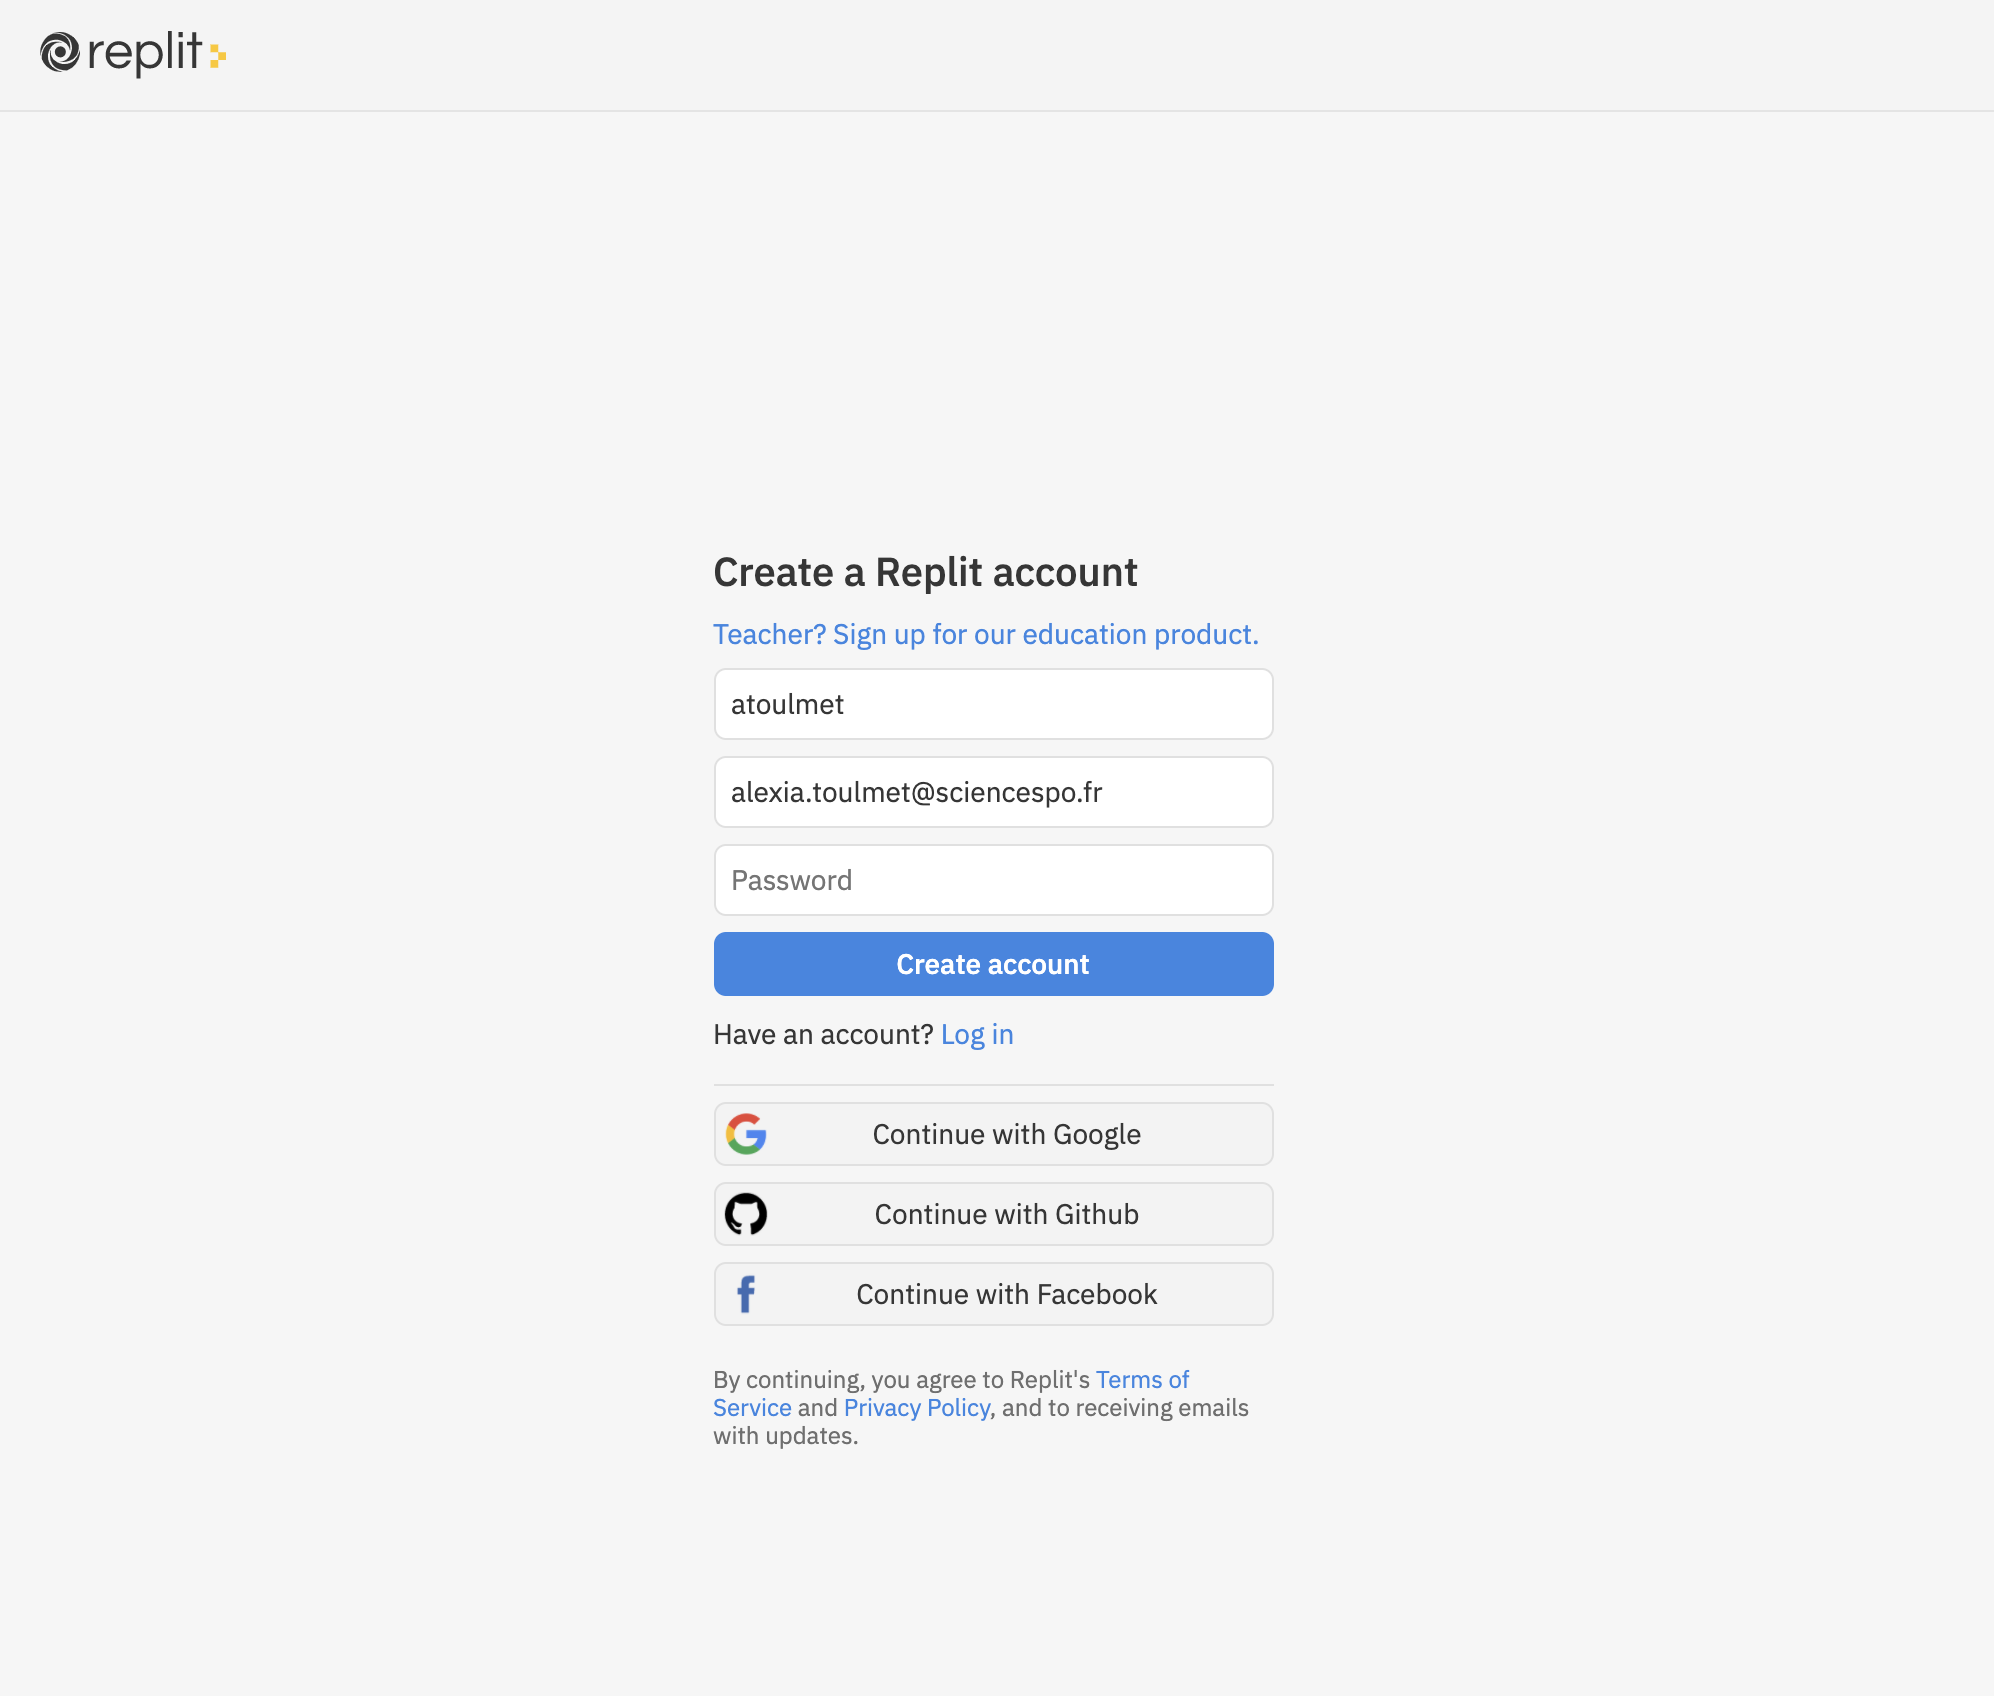 replit
Create a Replit account
Teacher? Sign up for our education product.
atoulmet
alexia.toulmet@sciencespo.fr
Password
Create account
Have an account? Log in
Continue with Google
Continue with Github
Continue with Facebook
By continuing, you agree to Replit's Terms of
Service and Privacy Policy, and to receiving emails
with updates.